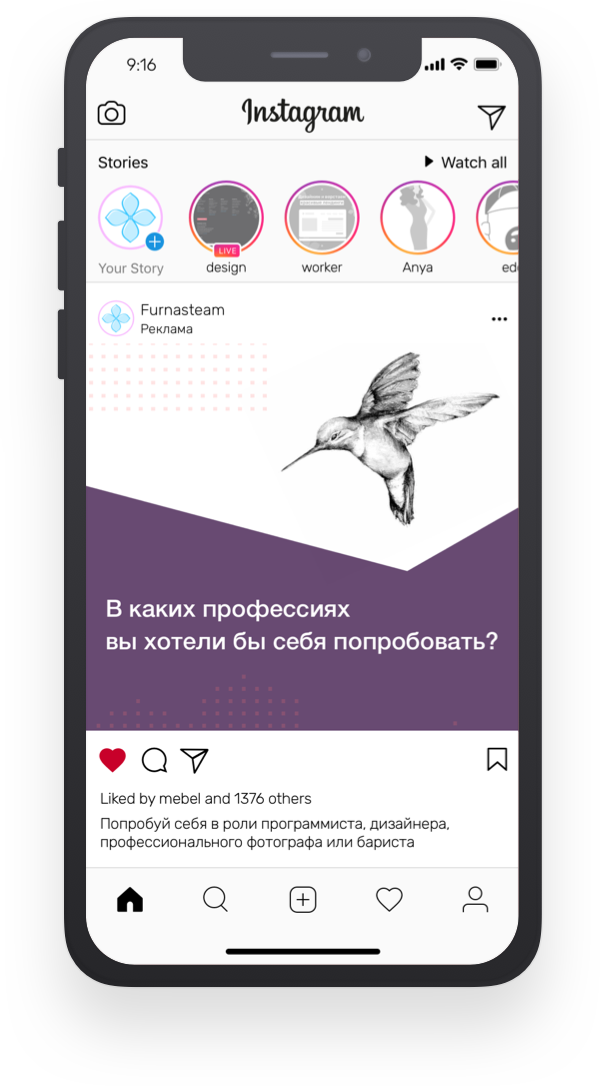 9:16
Instagram
Stories
Watch all
LIVE
Your Story
design
worker
Anya
Furnasteam
Реклама
В каких профессиях
вы хотели бы себя попробовать?
Liked by mebel and 1376 others
Попробуй себя в роли программиста, дизайнера,
профессионального фотографа или бариста